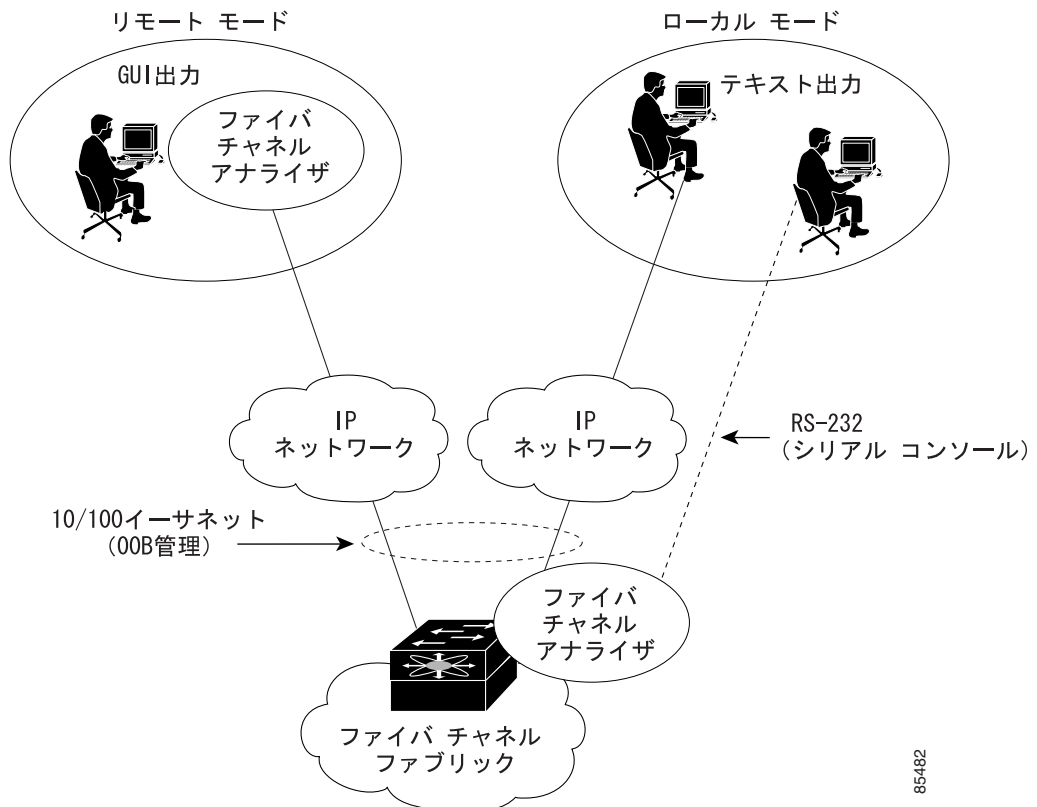 リモート モード
ローカル モード
GUI出力
ファイバ
チャネル
アナライザ
テキスト出力
IP
ネットワーク
IP
ネットワーク
RS-232
(シリアル コンソール)
10/100イーサネット
(OOB管理)
ファイバ
チャネル
アナライザ
ファイバ チャネル
ファブリック
85482